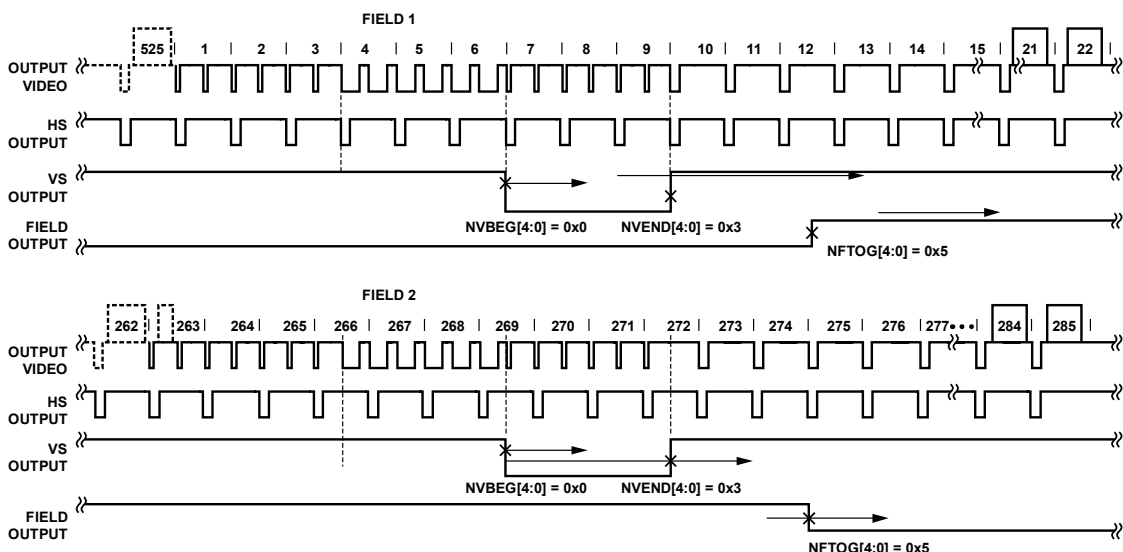 FIELD 1
525 1 2 3 4 5 6 7 8 9 10 11 12 13 14 15 21 22
OUTPUT
VIDEO
HS
OUTPUT
VS
OUTPUT
NVBEG[4:0] = 0x0 NVEND[4:0] = 0x3
FIELD
OUTPUT
NFTOG[4:0] = 0x5
FIELD 2
262 263 264 265 266 267 268 269 270 271 272 273 274 275 276 277 284 285
OUTPUT
VIDEO
HS
OUTPUT
VS
OUTPUT
NVBEG[4:0] = 0x0 NVEND[4:0] = 0x3
FIELD
OUTPUT
NFTOG[4:0] = 0x5